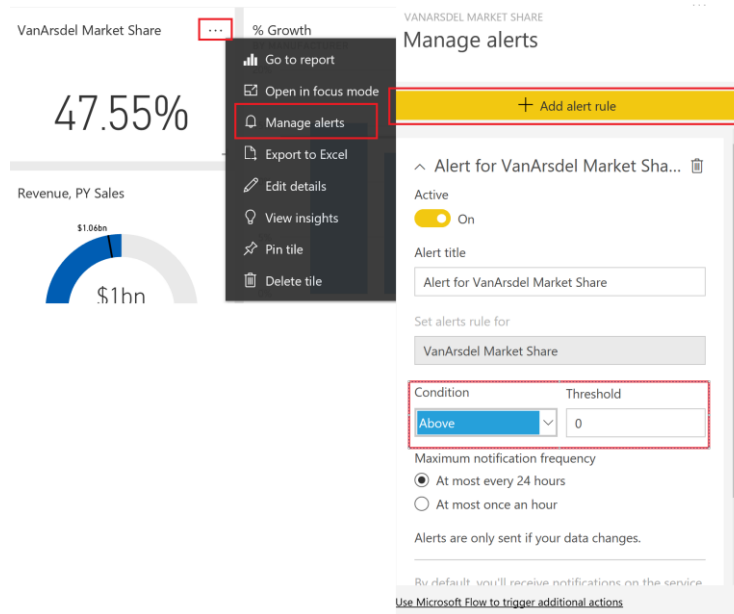 VanArsdel Market Share
...
% Growth
BY MANUFACTURER
47.55%
Revenue, PY Sales
$1.06bn
$1bn
Go to report
Open in focus mode
Manage alerts
Export to Excel
Edit details
View insights
Pin tile
Delete tile
VANARSDEL MARKET SHARE
Manage alerts
+ Add alert rule
Alert for VanArsdel Market Sha...
Active
On
Alert title
Alert for VanArsdel Market Share
Set alerts rule for
VanArsdel Market Share
Condition Threshold
Above 0
Maximum notification frequency
At most every 24 hours
At most once an hour
Alerts are only sent if your data changes.
By default, you'll receive notifications on the service
Use Microsoft Flow to trigger additional actions